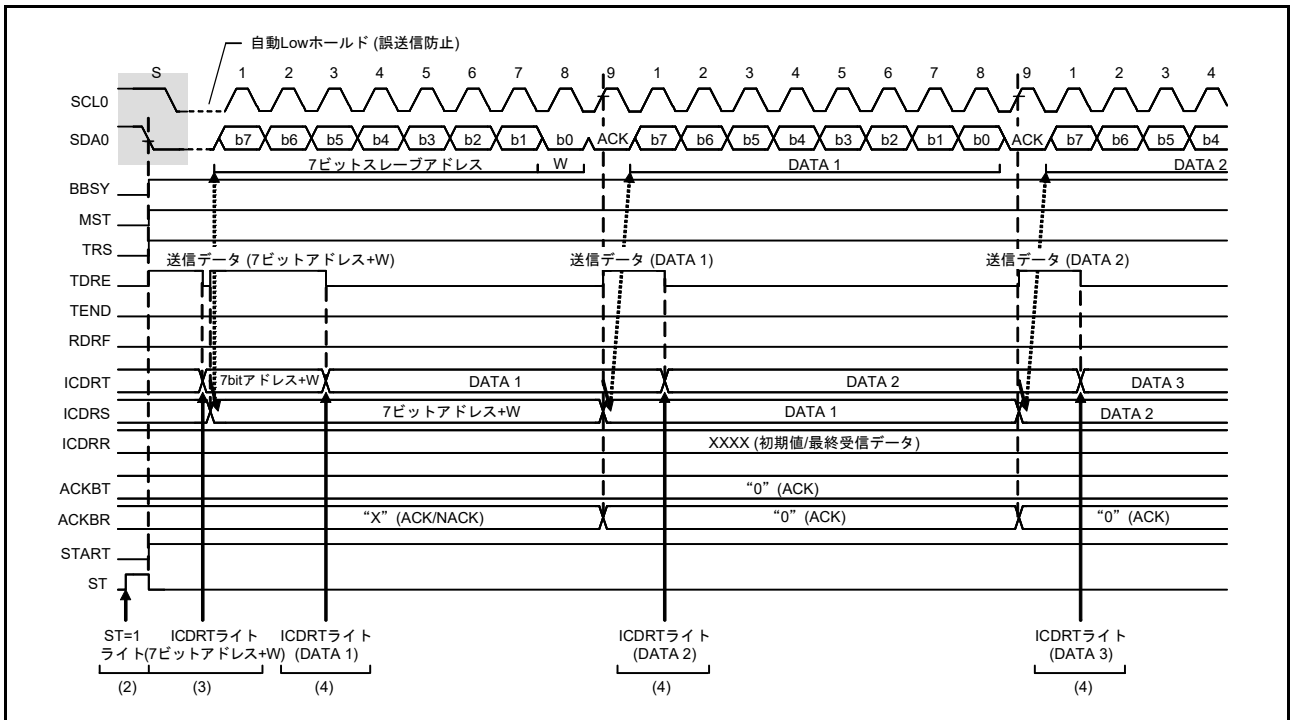 自動Lowホールド (誤送信防止)
S 1 2 3 4 5 6 7 8 9 1 2 3 4 5 6 7 8 9 1 2 3 4
SCL0
SDA0 b7 b6 b5 b4 b3 b2 b1 b0 ACK b7 b6 b5 b4 b3 b2 b1 b0 ACK b7 b6 b5 b4
7ビットスレーブアドレス W DATA 1 DATA 2
BBSY
MST
TRS
送信データ (7ビットアドレス+W) 送信データ (DATA 1) 送信データ (DATA 2)
TDRE
TEND
RDRF
ICDRT 7bitアドレス+W DATA 1 DATA 2 DATA 3
ICDRS 7ビットアドレス+W DATA 1 DATA 2
ICDRR XXXX (初期値/最終受信データ)
ACKBT “0” (ACK)
ACKBR “X” (ACK/NACK) “0” (ACK) “0” (ACK)
START
ST
ST=1 ICDRTライト ICDRTライト ICDRTライト ICDRTライト
ライト (7ビットアドレス+W) (DATA 1) (DATA 2) (DATA 3)
(2) (3) (4) (4) (4)